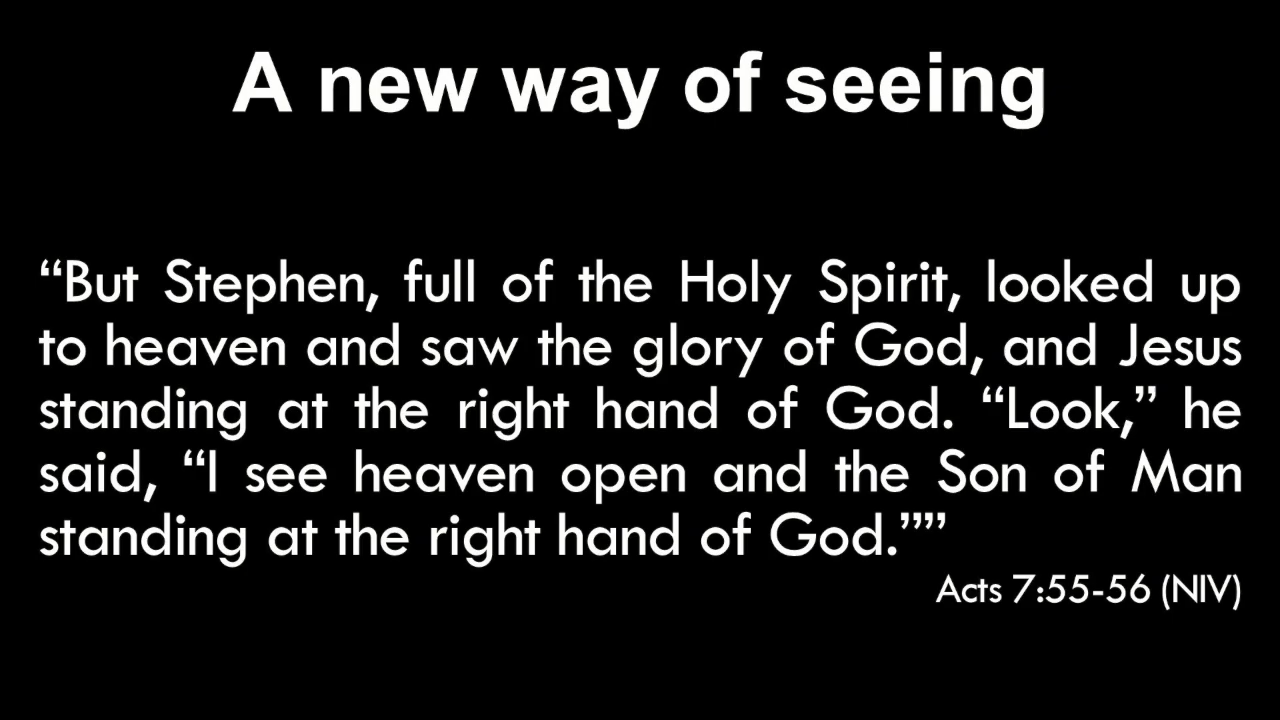 A new way of seeing
“But Stephen, full of the Holy Spirit, looked up
to heaven and saw the glory of God, and Jesus
standing at the right hand of God. “Look,” he
said, “I see heaven open and the Son of Man
standing at the right hand of God.””
Acts 7:55-56 (NIV)